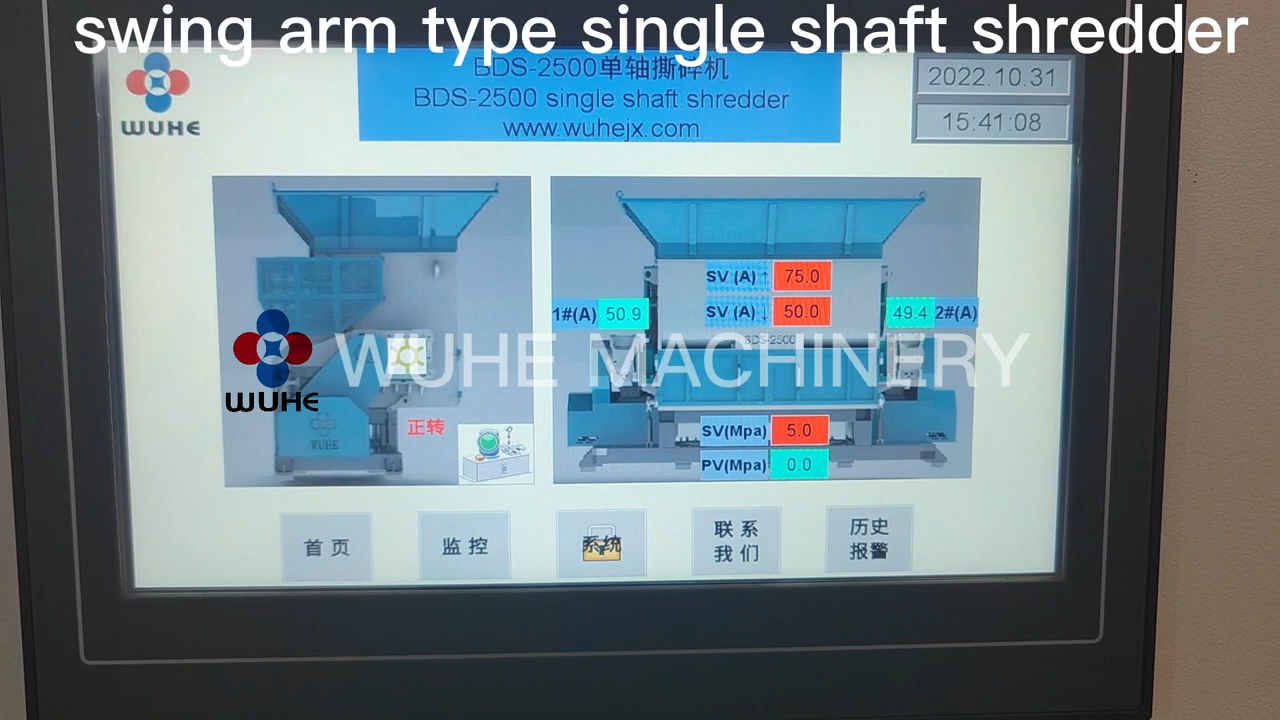 swing arm type single shaft shredder
WUHE
BDS-2500单轴撕碎机
BDS-2500 single shaft shredder
www.wuhejx.com
2022.10.31
15:41:08
SV (A)↑ 75.0
1#(A) 50.9
SV (A)↓ 50.0
49.4 2#(A)
BDS-2500
WUHE MACHINERY
WUHE
正转
WUHE
SV(Mpa) 5.0
PV(Mpa) 0.0
首页
监控
系统
联系
我们
历史
报警